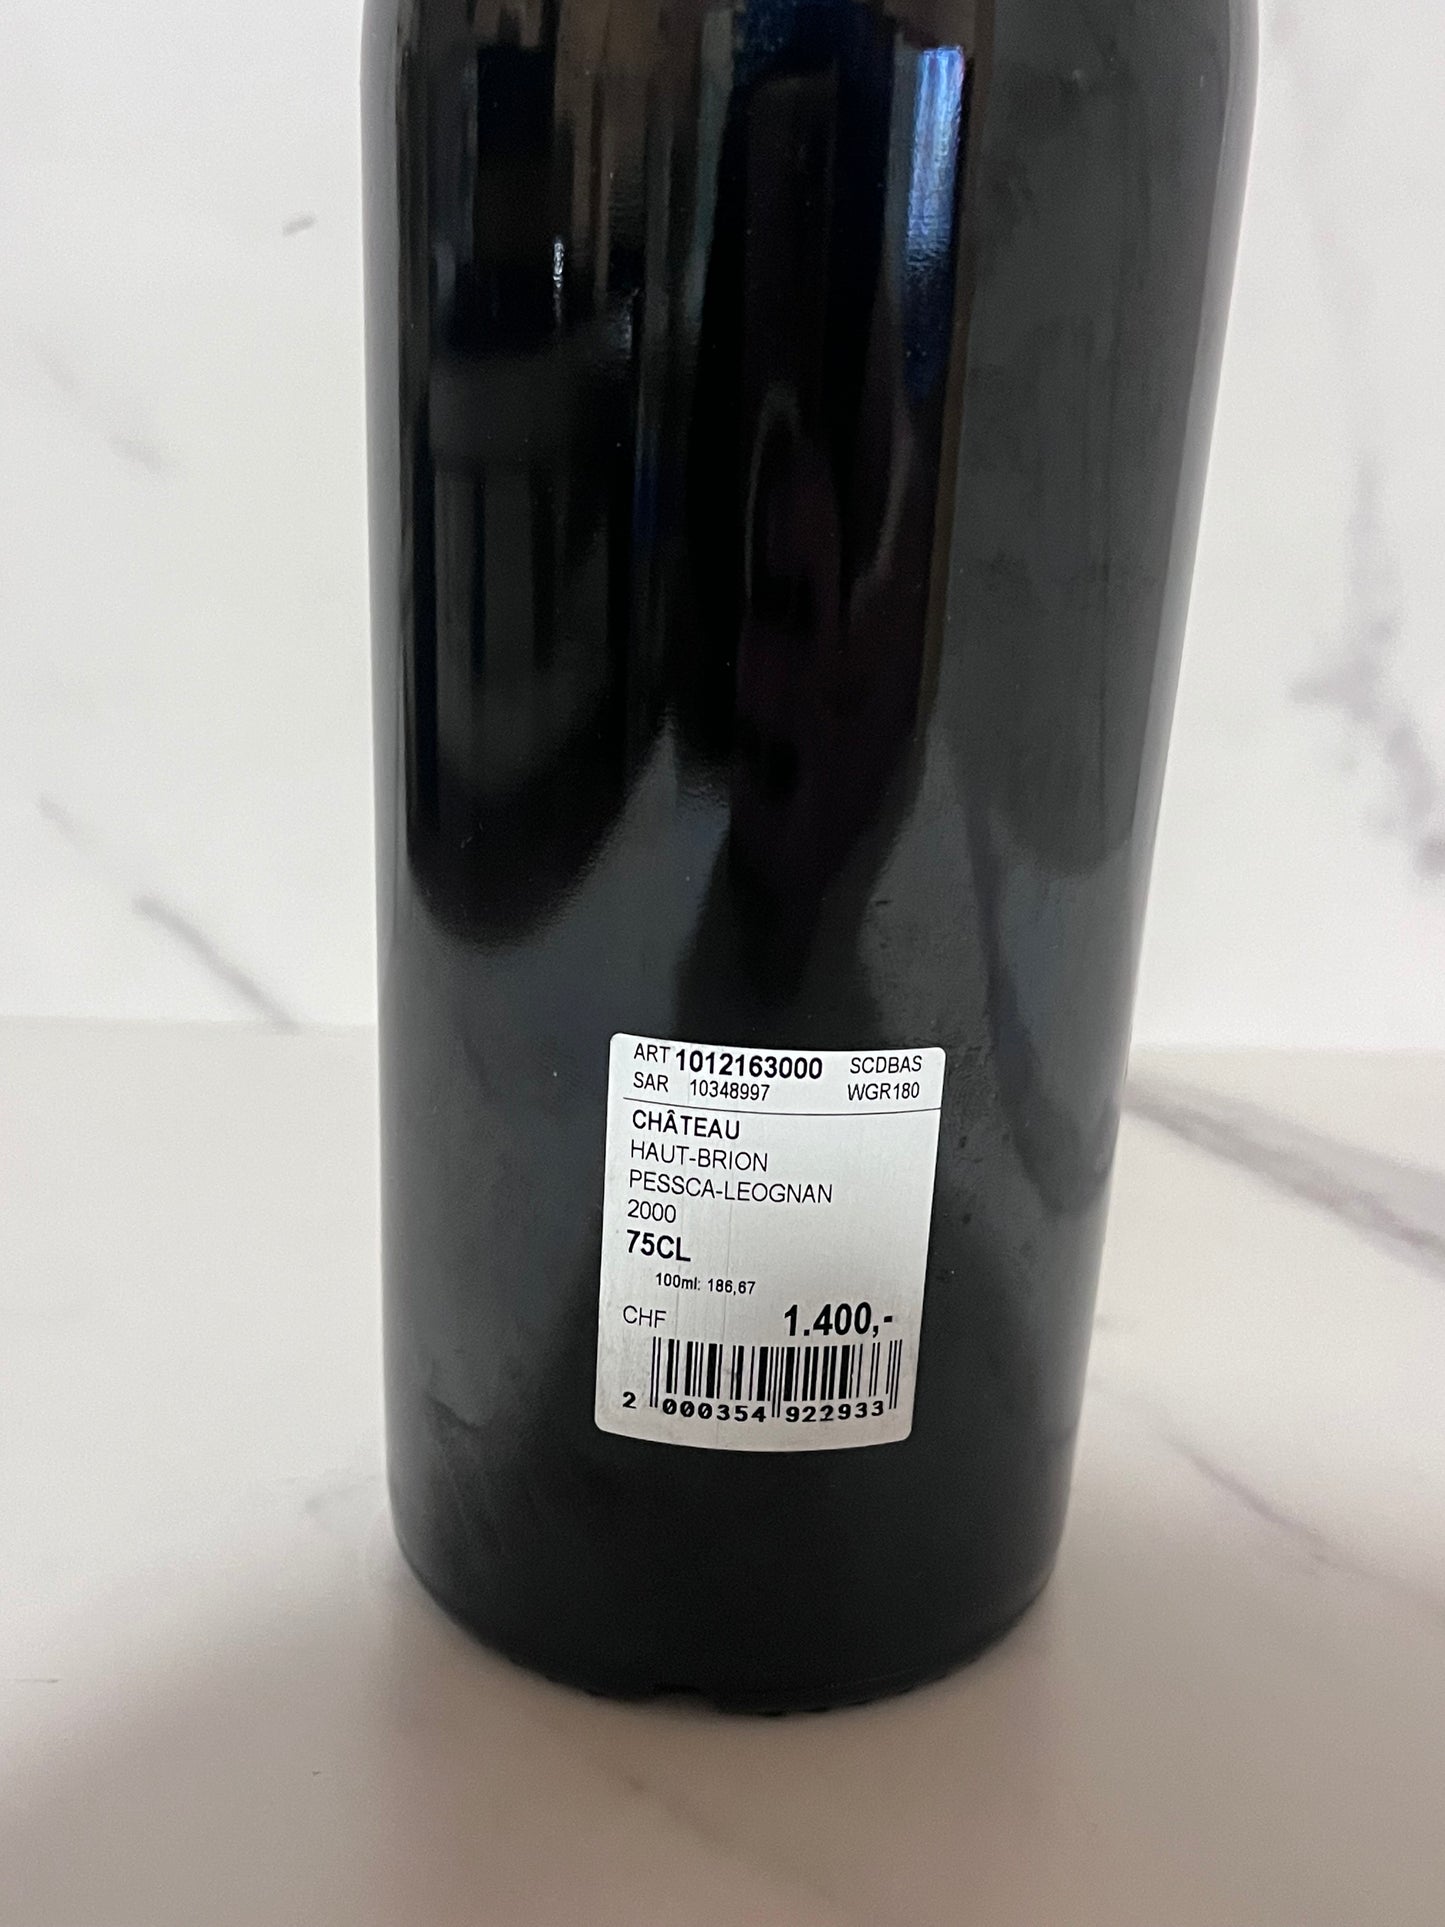 ART 1012163000 SCDBAS
SAR 10348997 WGR180
CHÂTEAU
HAUT-BRION
PESSCA-LEOGNAN
2000
75CL
100ml: 186,67
CHF 1.400,-
2 000354 922933